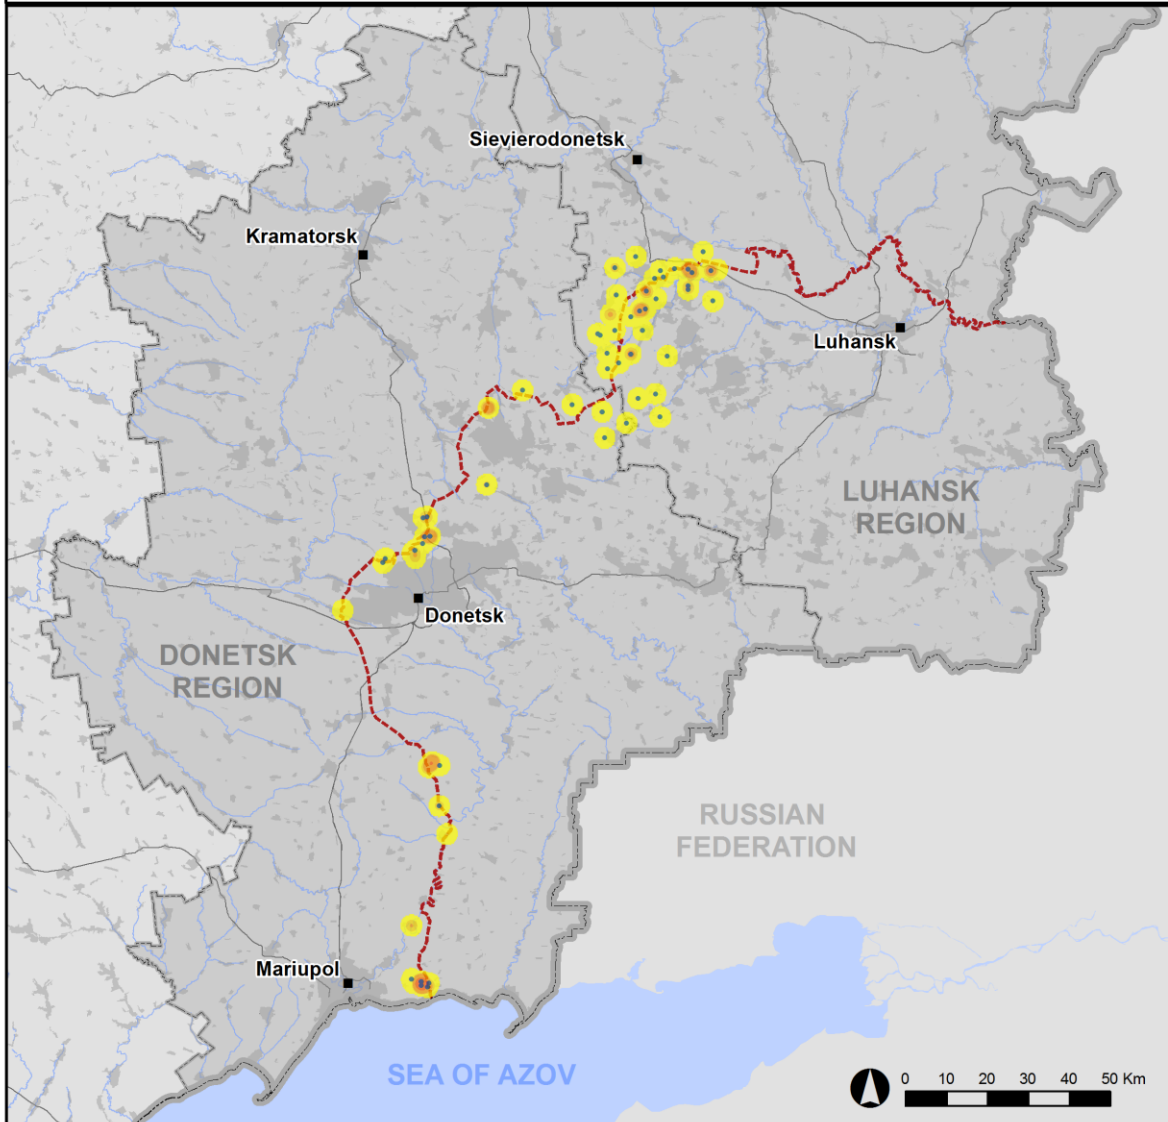 Sievierodonetsk
Kramatorsk
Luhansk
LUHANSK
REGION
Donetsk
DONETSK
REGION
RUSSIAN
FEDERATION
Mariupol
SEA OF AZOV
0 10 20 30 40 50 Km